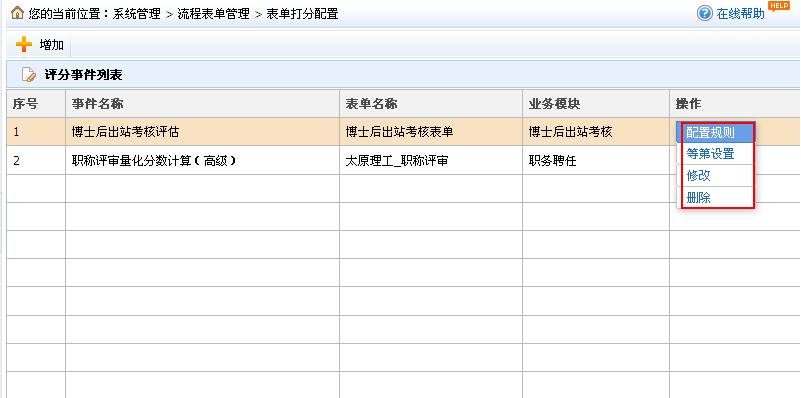 您的当前位置：系统管理 > 流程表单管理 > 表单打分配置 在线帮助 HELP
增加
评分事件列表
序号 事件名称 表单名称 业务模块 操作
1 博士后出站考核评估 博士后出站考核表单 博士后出站考核 配置规则
等第设置
2 职称评审量化分数计算（高级） 太原理工_职称评审 职务聘任
修改
删除